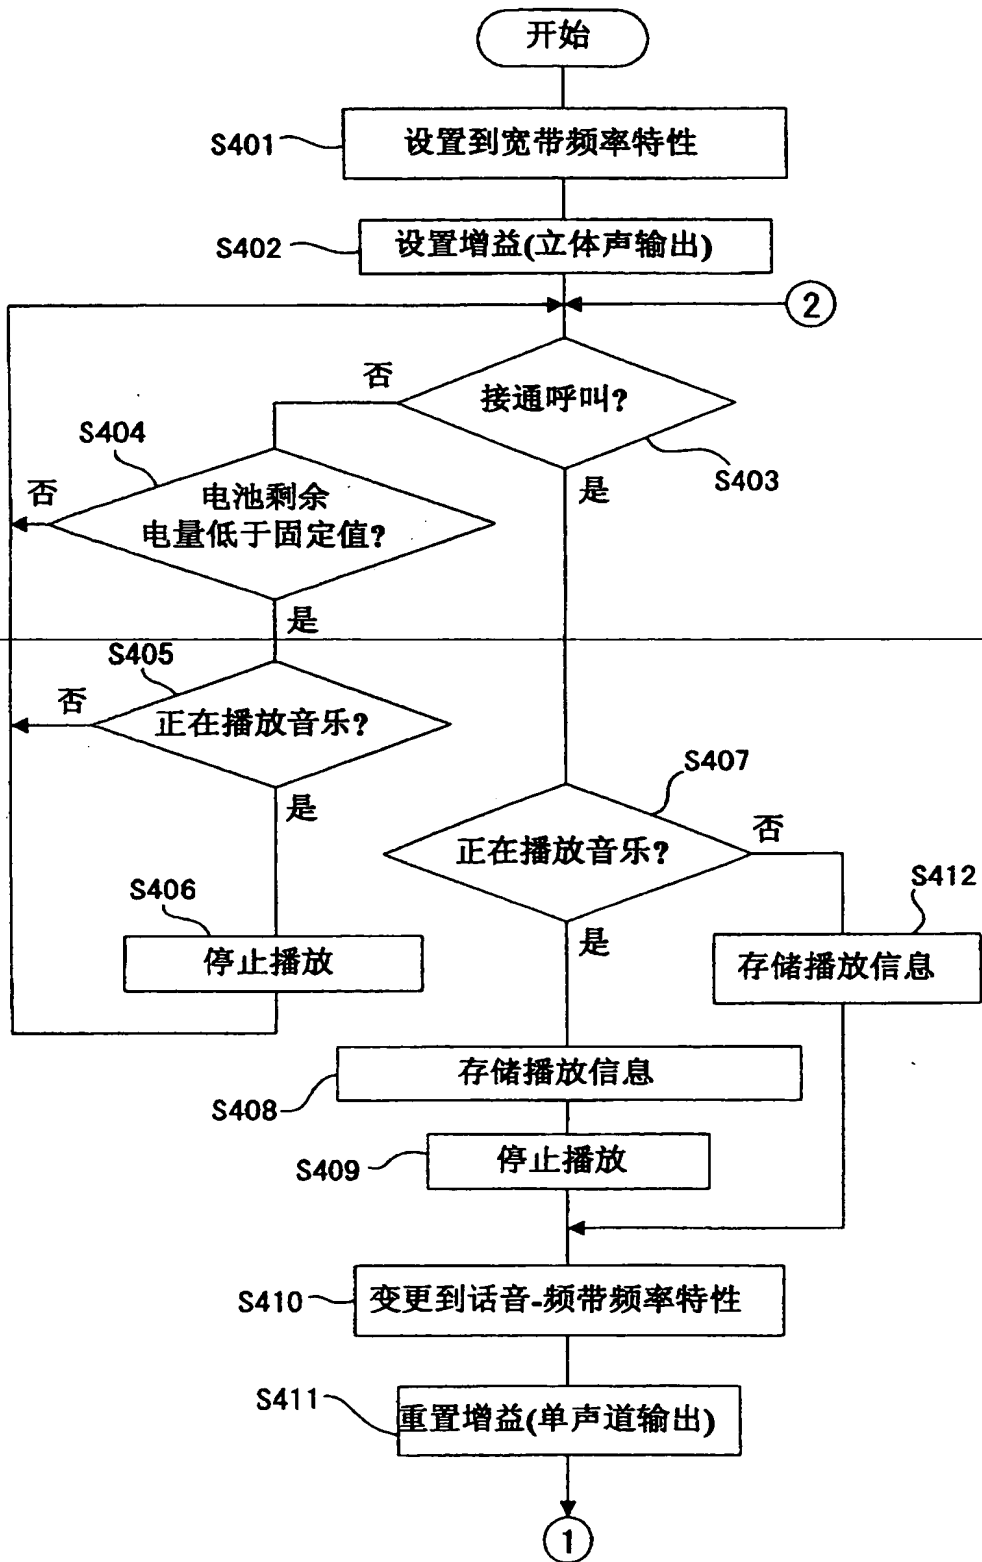 开始
S401
设置到宽带频率特性
S402
设置增益(立体声输出)
2
否
接通呼叫?
S403
是
S404
否
电池剩余
电量低于固定值?
是
S405
否
正在播放音乐?
是
S407
正在播放音乐?
否
是
S406
停止播放
S412
存储播放信息
S408
存储播放信息
S409
停止播放
S410
变更到话音-频带频率特性
S411
重置增益(单声道输出)
1